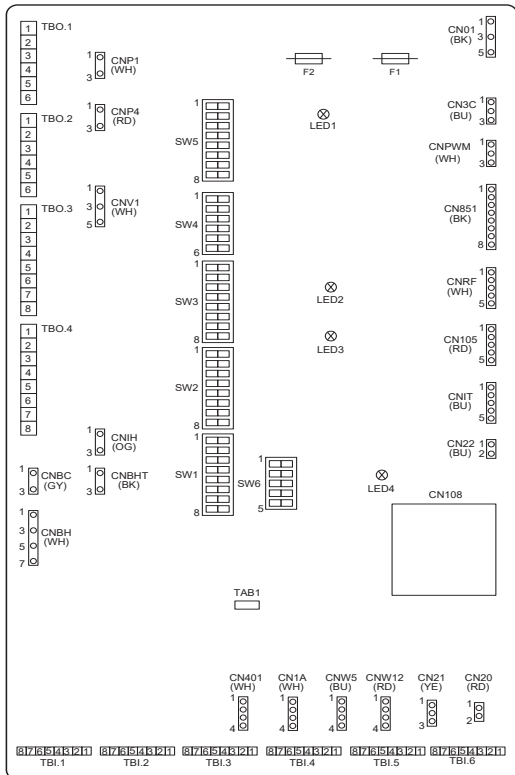 TBO.1
1
2
3
4
5
6
TBO.2
1
2
3
4
5
6
TBO.3
1
2
3
4
5
6
7
8
TBO.4
1
2
3
4
5
6
7
8
CNP1
(WH)
1
3
CNP4
(RD)
1
3
CNV1
(WH)
1
3
5
CNIH
(OG)
1
3
CNBC
(GY)
1
3
CNBHT
(BK)
1
3
CNBH
(WH)
1
3
5
7
SW5
1
8
SW4
1
6
SW3
1
8
SW2
1
8
SW1
1
8
SW6
1
5
F2
F1
LED1
LED2
LED3
LED4
CN01
(BK)
1
3
5
CN3C
(BU)
1
3
CNPWM
(WH)
1
3
CN851
(BK)
1
8
CNRF
(WH)
1
5
CN105
(RD)
1
5
CNIT
(BU)
1
5
CN22
(BU)
1
2
CN108
TAB1
CN401
(WH)
1
4
CN1A
(WH)
1
4
CNW5
(BU)
1
4
CNW12
(RD)
1
4
CN21
(YE)
1
3
CN20
(RD)
1
2
8 7 6 5 4 3 2 1
TBI.1
8 7 6 5 4 3 2 1
TBI.2
8 7 6 5 4 3 2 1
TBI.3
8 7 6 5 4 3 2 1
TBI.4
8 7 6 5 4 3 2 1
TBI.5
8 7 6 5 4 3 2 1
TBI.6